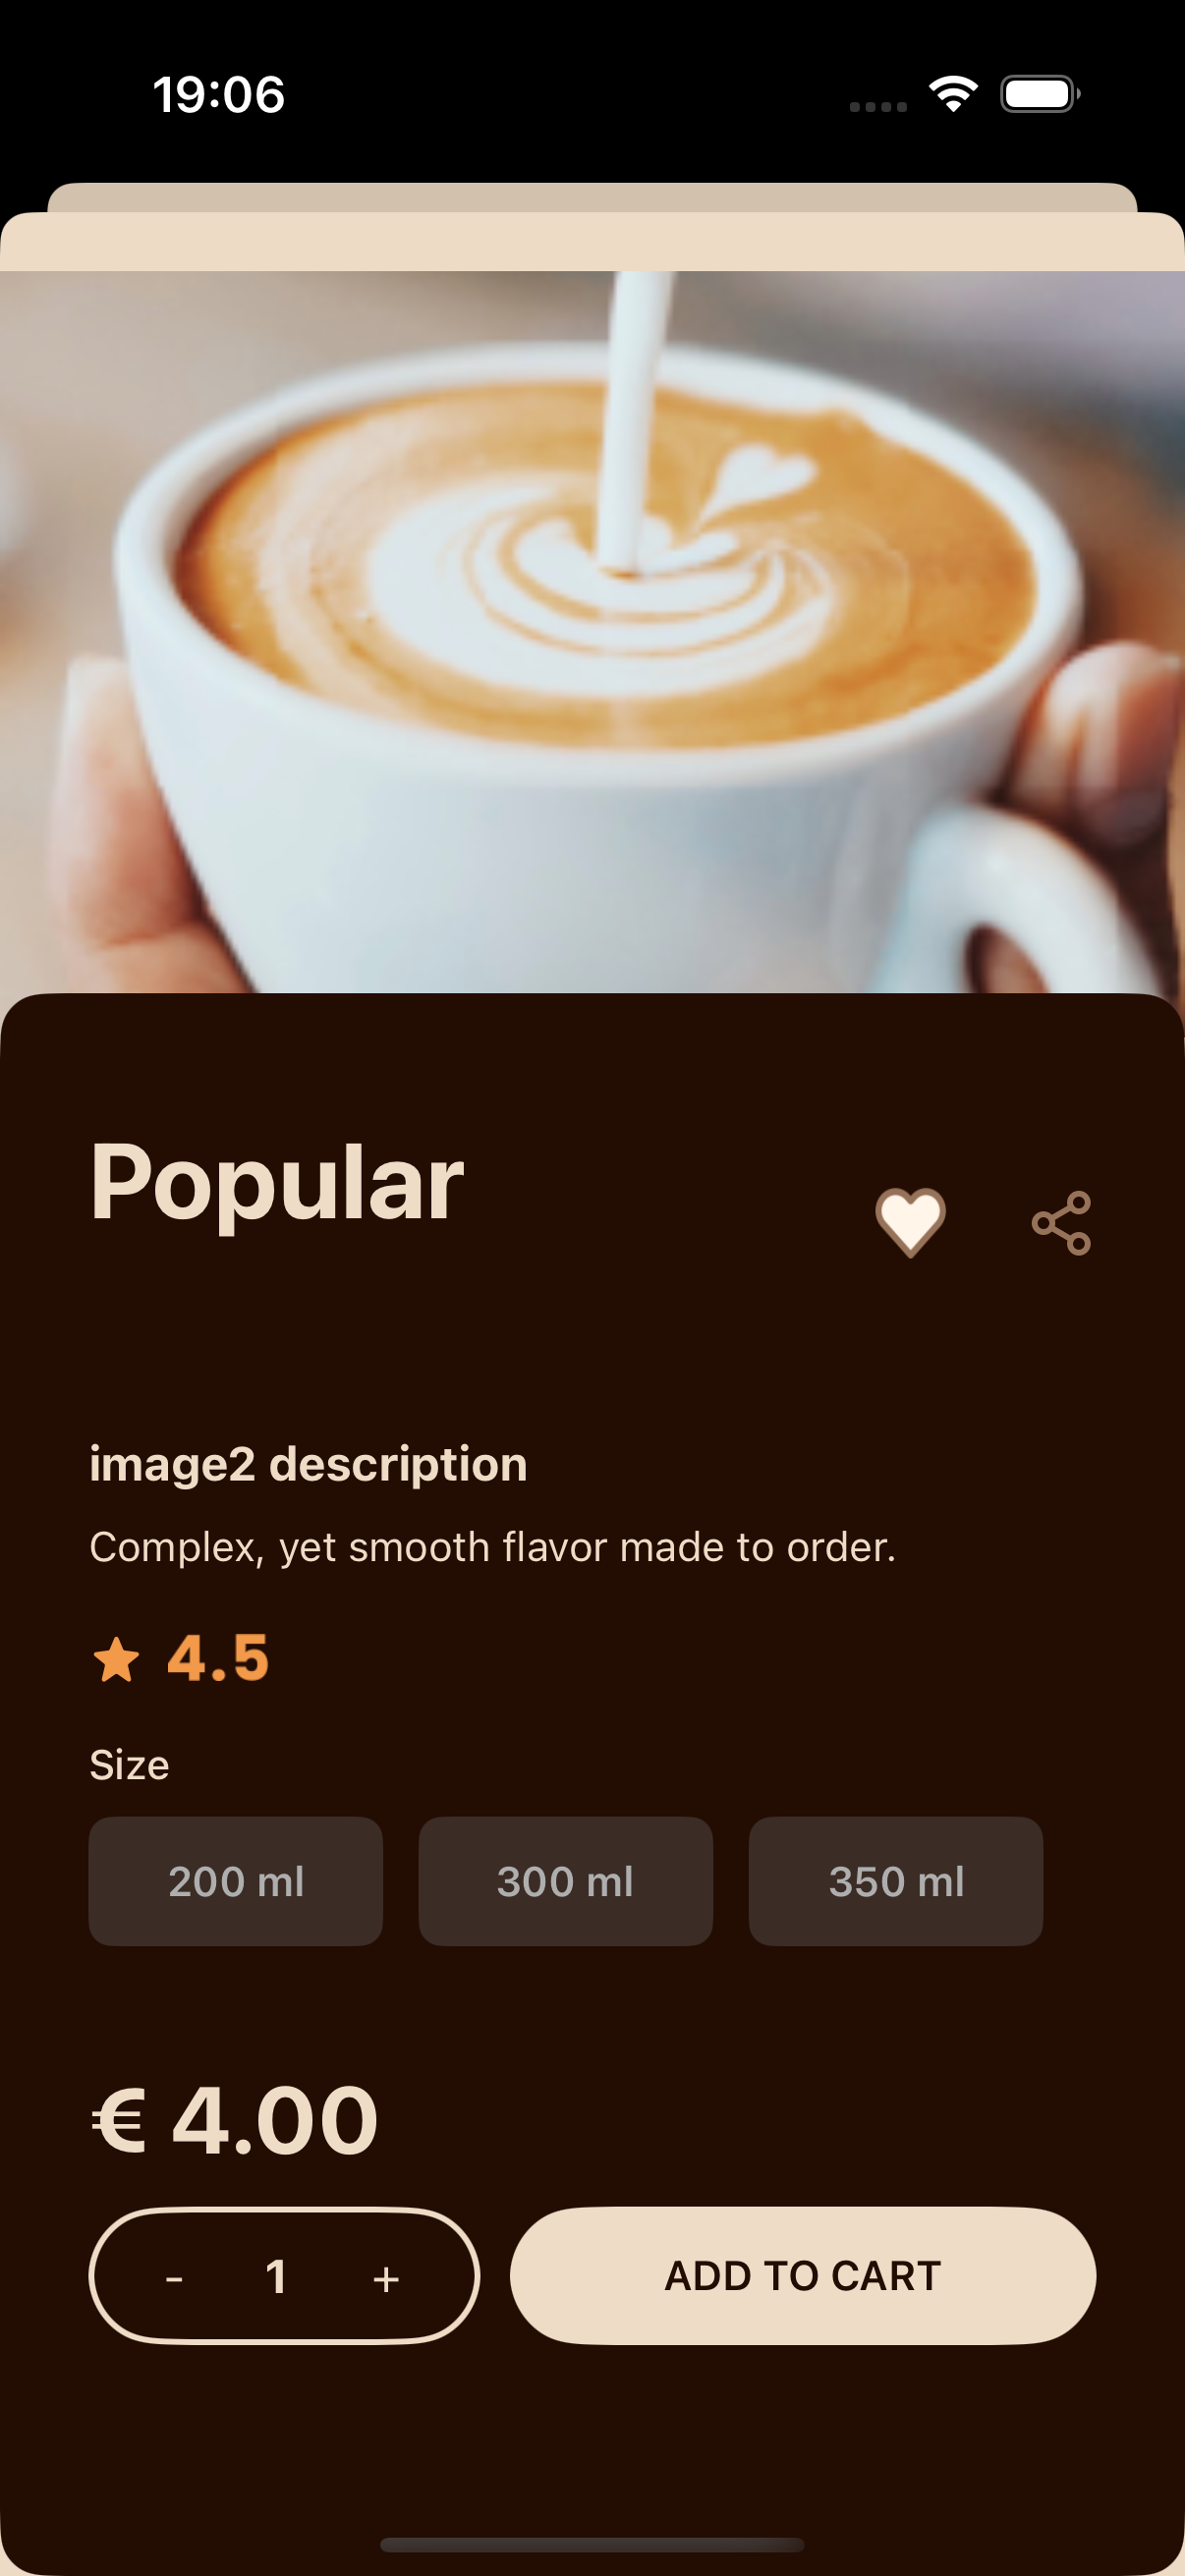 19:06
Popular
image2 description
Complex, yet smooth flavor made to order.
4.5
Size
200 ml 300 ml 350 ml
€ 4.00
- 1 + ADD TO CART